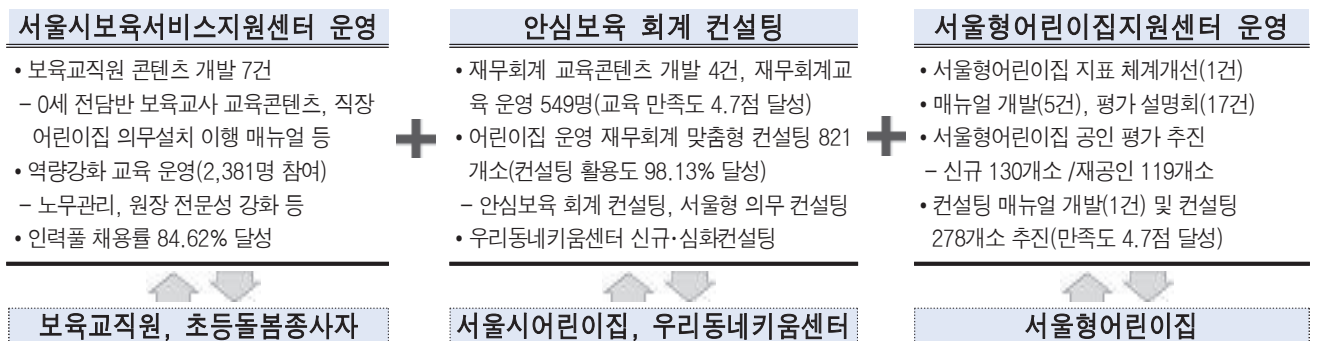 서울시보육서비스지원센터 운영
• 보육교직원 콘텐츠 개발 7건
– 0세 전담반 보육교사 교육콘텐츠, 직장
어린이집 의무설치 이행 매뉴얼 등
• 역량강화 교육 운영(2,381명 참여)
– 노무관리, 원장 전문성 강화 등
• 인력풀 채용률 84.62% 달성
보육교직원, 초등돌봄종사자
+
안심보육 회계 컨설팅
• 재무회계 교육콘텐츠 개발 4건, 재무회계교
육 운영 549명(교육 만족도 4.7점 달성)
• 어린이집 운영 재무회계 맞춤형 컨설팅 821
개소(컨설팅 활용도 98.13% 달성)
– 안심보육 회계 컨설팅, 서울형 의무 컨설팅
• 우리동네키움센터 신규·심화컨설팅
서울시어린이집, 우리동네키움센터
+
서울형어린이집지원센터 운영
• 서울형어린이집 지표 체계개선(1건)
• 매뉴얼 개발(5건), 평가 설명회(17건)
• 서울형어린이집 공인 평가 추진
– 신규 130개소 /재공인 119개소
• 컨설팅 매뉴얼 개발(1건) 및 컨설팅
278개소 추진(만족도 4.7점 달성)
서울형어린이집